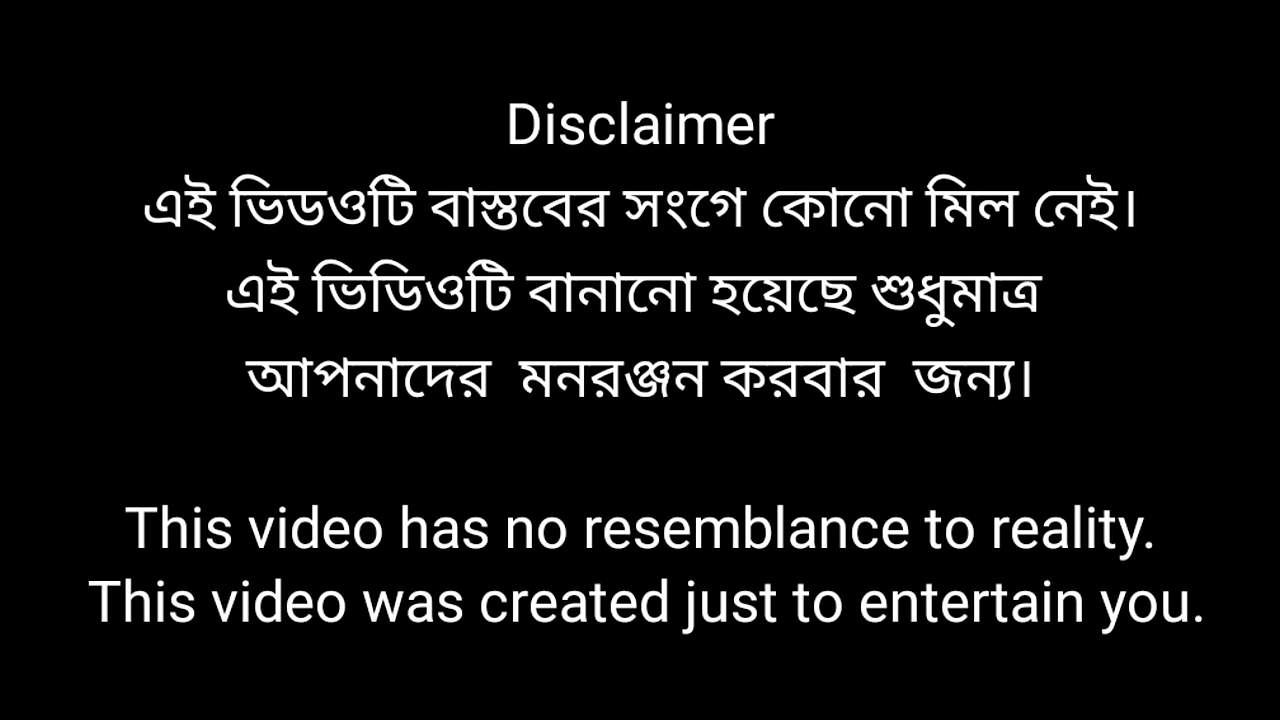 Disclaimer
এই ভিডওটি বাস্তবের সংগে কোনো মিল নেই।
এই ভিডিওটি বানানো হয়েছে শুধুমাত্র
আপনাদের মনরঞ্জন করবার জন্য।
This video has no resemblance to reality.
This video was created just to entertain you.